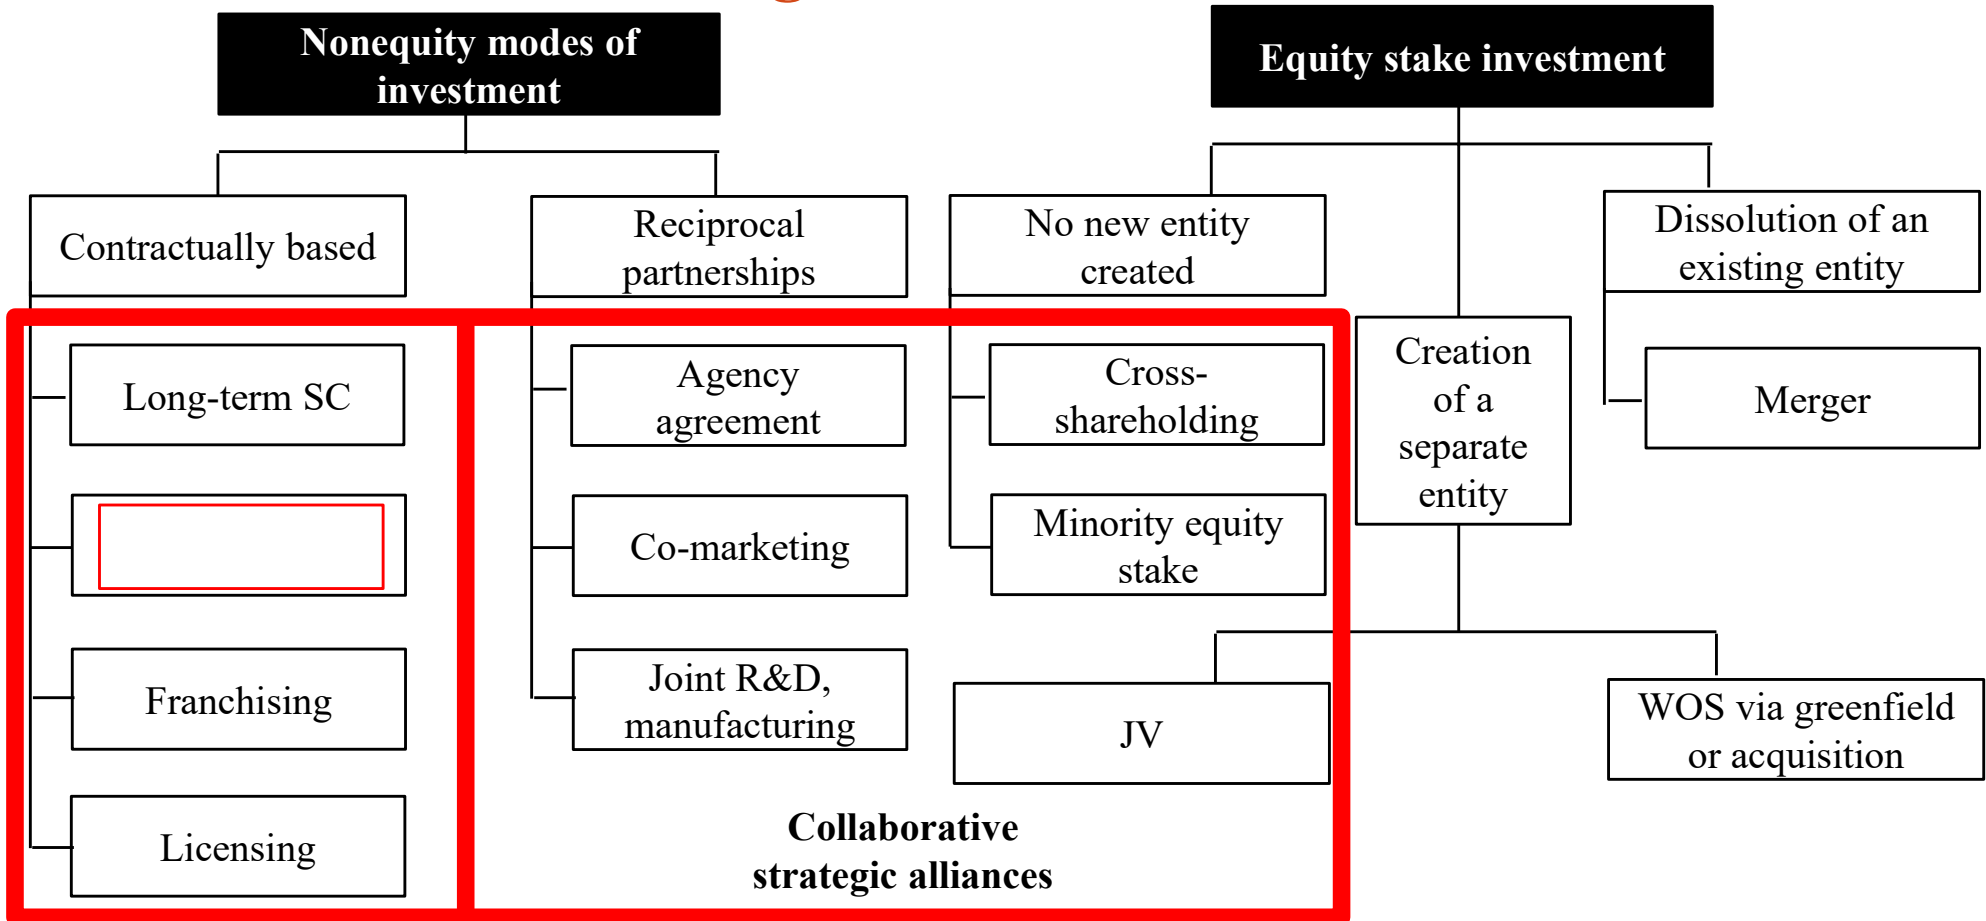 Nonequity modes of
investment
Equity stake investment
Contractually based
Reciprocal
partnerships
No new entity
created
Dissolution of an
existing entity
Long-term SC
Agency
agreement
Cross-
shareholding
Creation
of a
separate
entity
Merger
Co-marketing
Minority equity
stake
Franchising
Joint R&D,
manufacturing
JV
WOS via greenfield
or acquisition
Licensing
Collaborative
strategic alliances